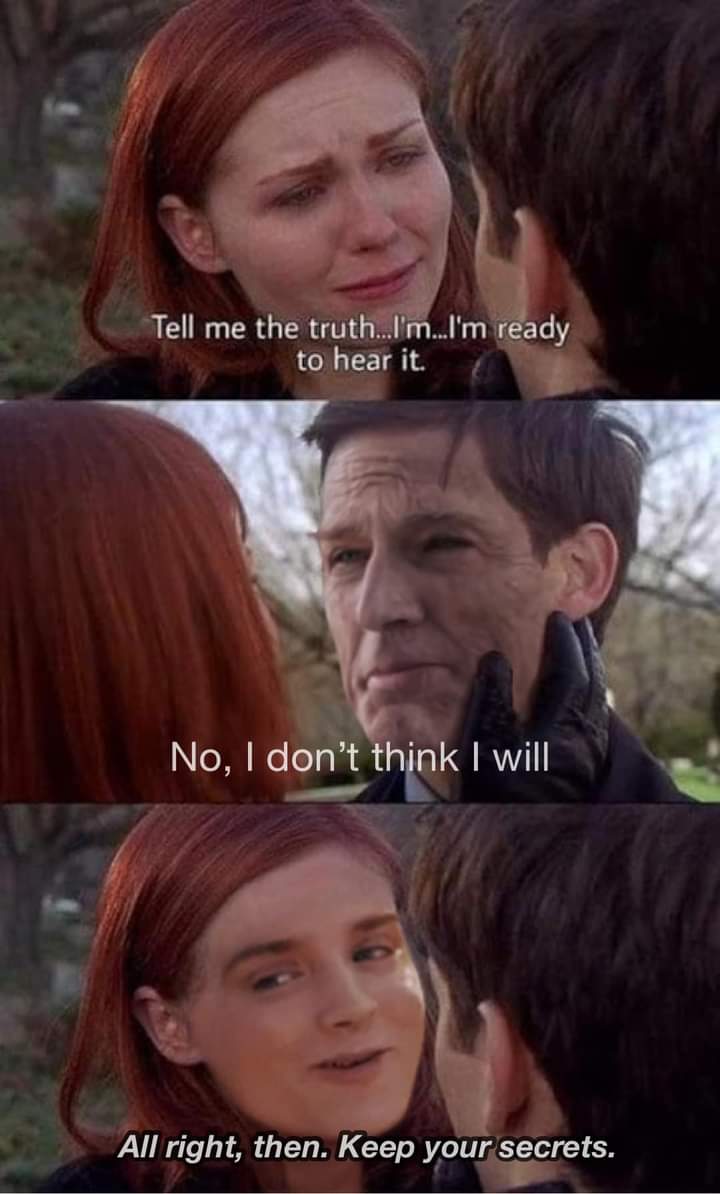 Tell me the truth...I'm...I'm ready
to hear it.
No, I don’t think I will
All right, then. Keep your secrets.